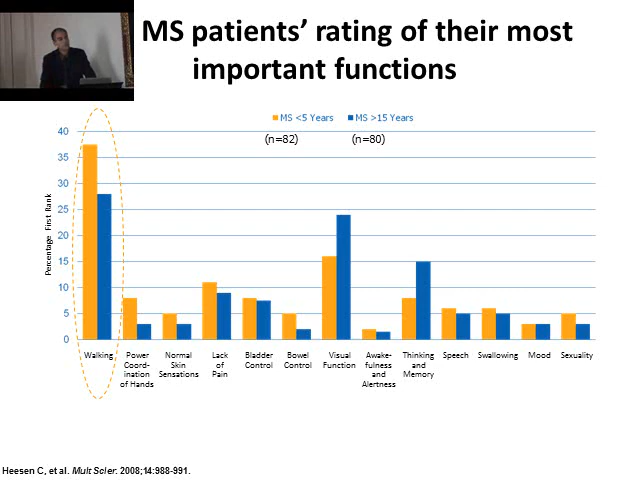 MS patients’ rating of their most
important functions
MS <5 Years
MS >15 Years
(n=82)
(n=80)
Percentage First Rank
40
35
30
25
20
15
10
5
0
Walking
Power
Coord-
ination
of Hands
Normal
Skin
Sensations
Lack
of
Pain
Bladder
Control
Bowel
Control
Visual
Function
Awake-
fulness
and
Alertness
Thinking
and
Memory
Speech
Swallowing
Mood
Sexuality
Heesen C, et al. Mult Scler. 2008;14:988-991.